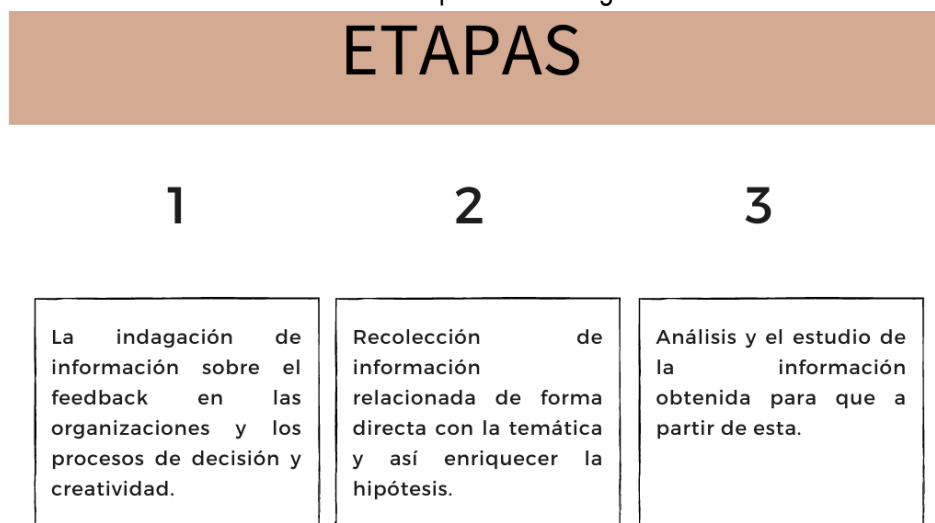 ETAPAS
1
2
3
La indagación de
información sobre el
feedback en las
organizaciones y los
procesos de decisión y
creatividad.
Recolección de
información
relacionada de forma
directa con la temática
y así enriquecer la
hipótesis.
Análisis y el estudio de
la información
obtenida para que a
partir de esta.